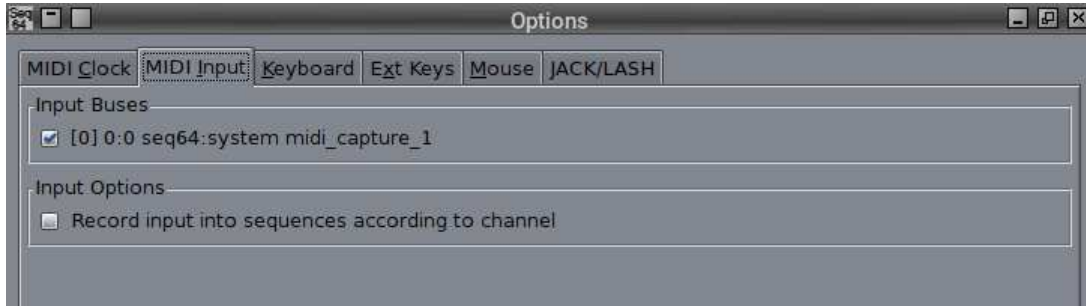 Seq
64
Options
MIDI Clock MIDI Input Keyboard Ext Keys Mouse JACK/LASH
Input Buses
[0] 0:0 seq64:system midi_capture_1
Input Options
Record input into sequences according to channel